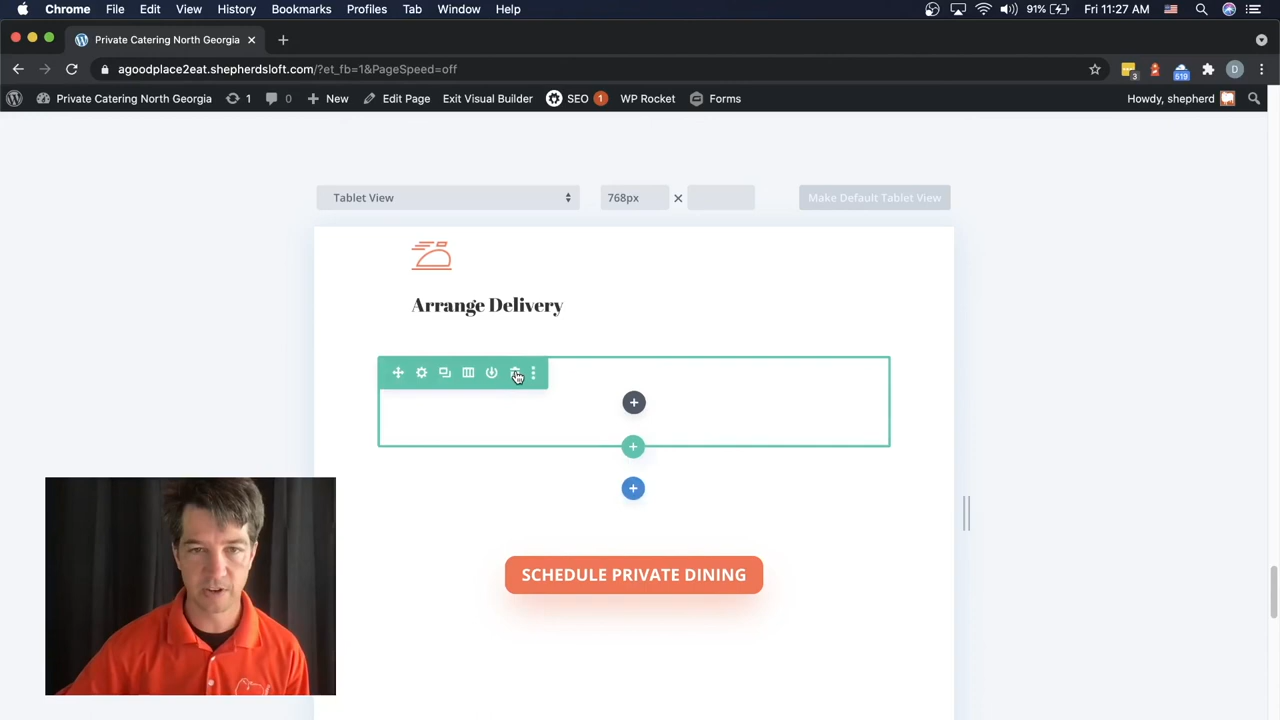 Chrome File Edit View History Bookmarks Profiles Tab Window Help 91% Fri 11:27 AM
Private Catering North Georgia
agoodplace2eat.shepherdsloft.com/?et_fb=1&PageSpeed=off 3 519 D
Private Catering North Georgia 1 0 New Edit Page Exit Visual Builder SEO 1 WP Rocket Forms Howdy, shepherd
Tablet View 768px Make Default Tablet View
Arrange Delivery
SCHEDULE PRIVATE DINING